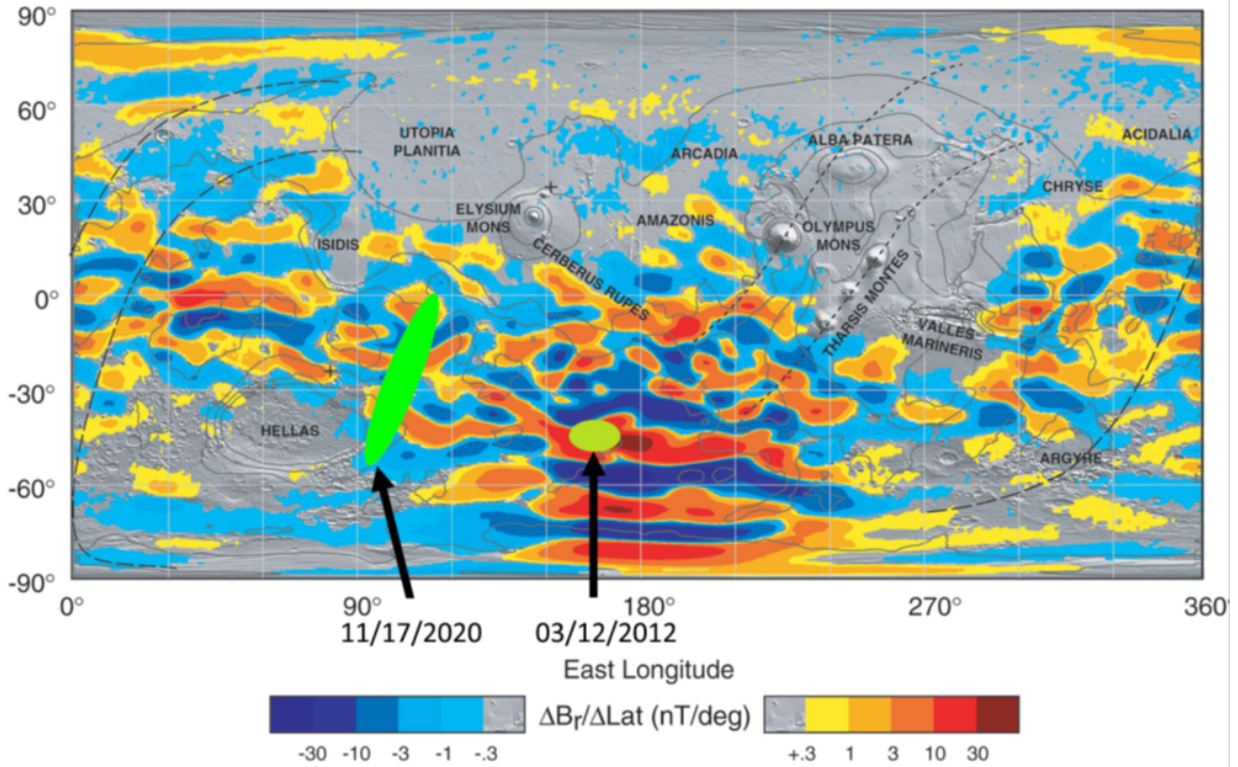 90°
60°
30°
0°
-30°
-60°
-90°
UTOPIA
PLANITIA
ARCADIA
ALBA PATERA
ACIDALIA
CHRYSE
ELYSIUM
MONS
AMAZONIS
OLYMPUS
MONS
ISIDIS
CERBERUS RUPES
THARSIS MONTES
VALLES
MARINERIS
HELLAS
ARGYRE
0°
90°
180°
270°
360°
11/17/2020
03/12/2012
East Longitude
ΔBr/ΔLat (nT/deg)
-30 -10 -3 -1 -.3
+.3 1 3 10 30